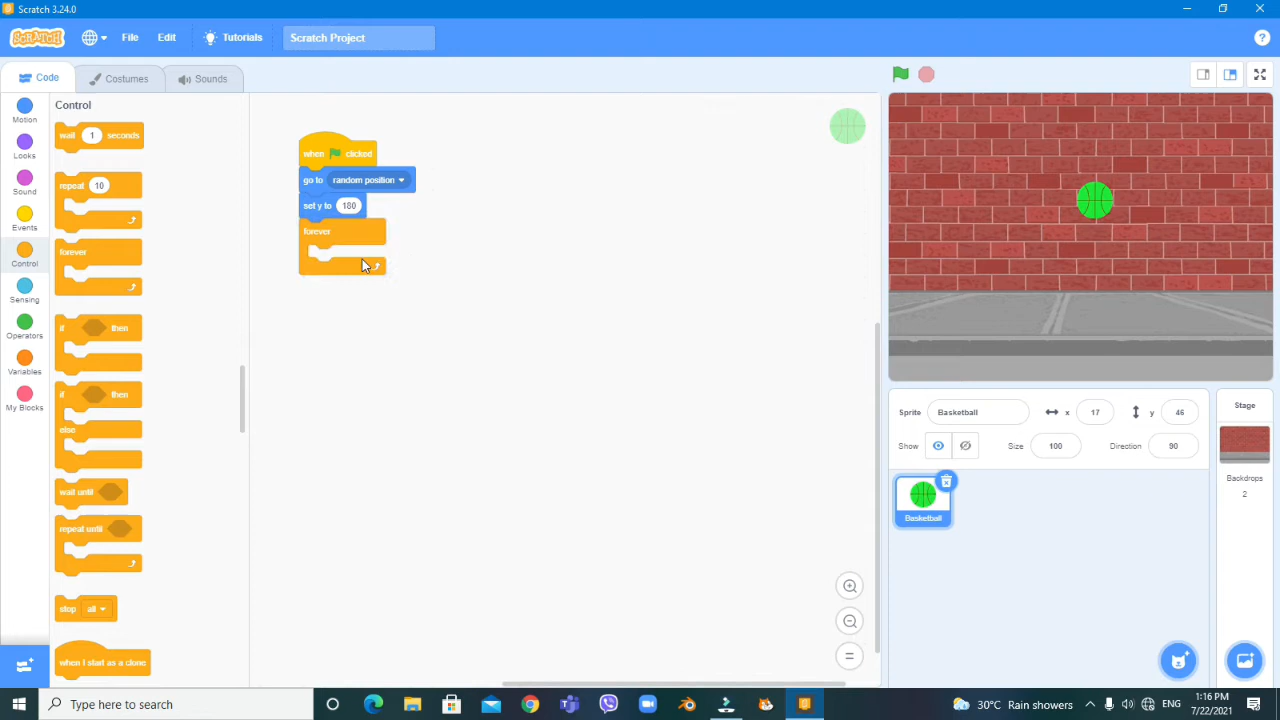 Scratch 3.24.0
SCRATCH
File
Edit
Tutorials
Scratch Project
?
Code
Costumes
Sounds
Motion
Looks
Sound
Events
Control
Sensing
Operators
Variables
My Blocks
Control
wait 1 seconds
repeat 10
forever
if then
if then
else
wait until
repeat until
stop all
when I start as a clone
when clicked
go to random position
set y to 180
forever
Sprite Basketball x 17 y 46
Show Size 100 Direction 90
Basketball
Stage
Backdrops
2
Type here to search
30°C Rain showers
ENG
1:16 PM
7/22/2021